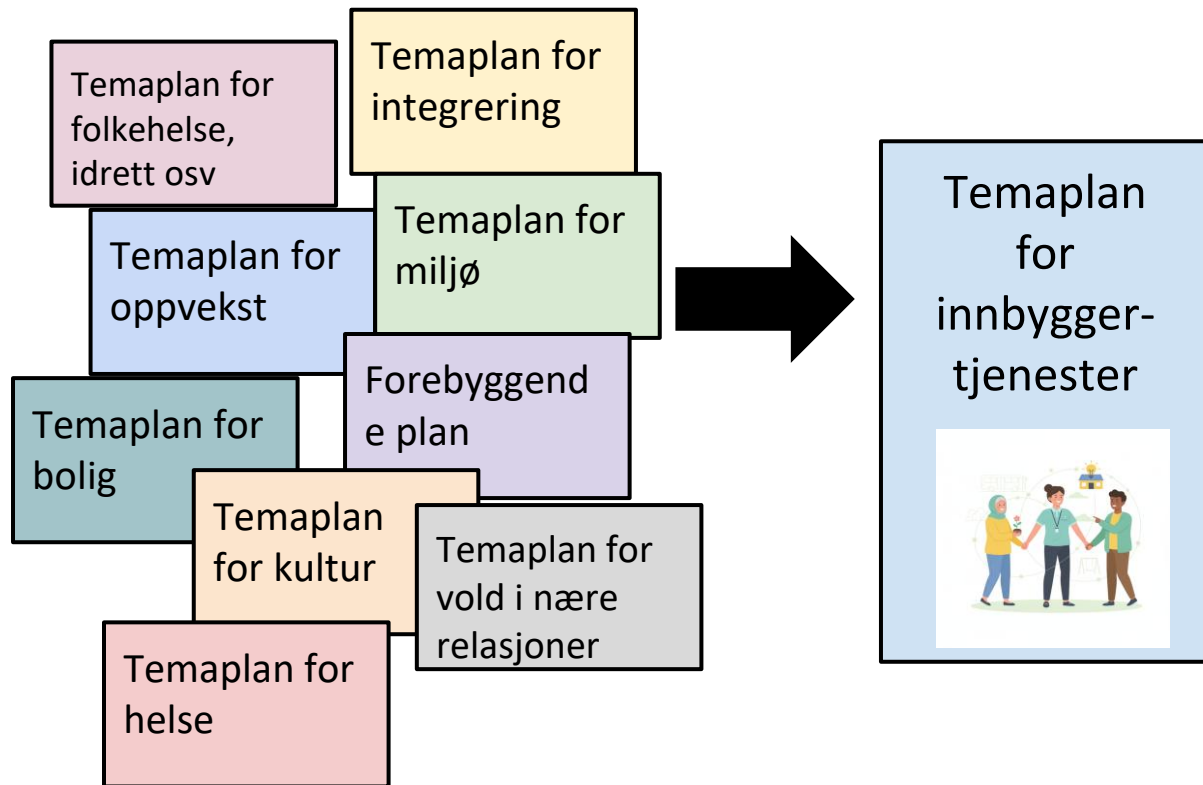 Temaplan for
folkehelse,
idrett osv
Temaplan for
integrering
Temaplan for
oppvekst
Temaplan for
miljø
Forebyggend
e plan
Temaplan for
bolig
Temaplan
for kultur
Temaplan for
vold i nære
relasjoner
Temaplan for
helse
Temaplan
for
innbygger-
tjenester